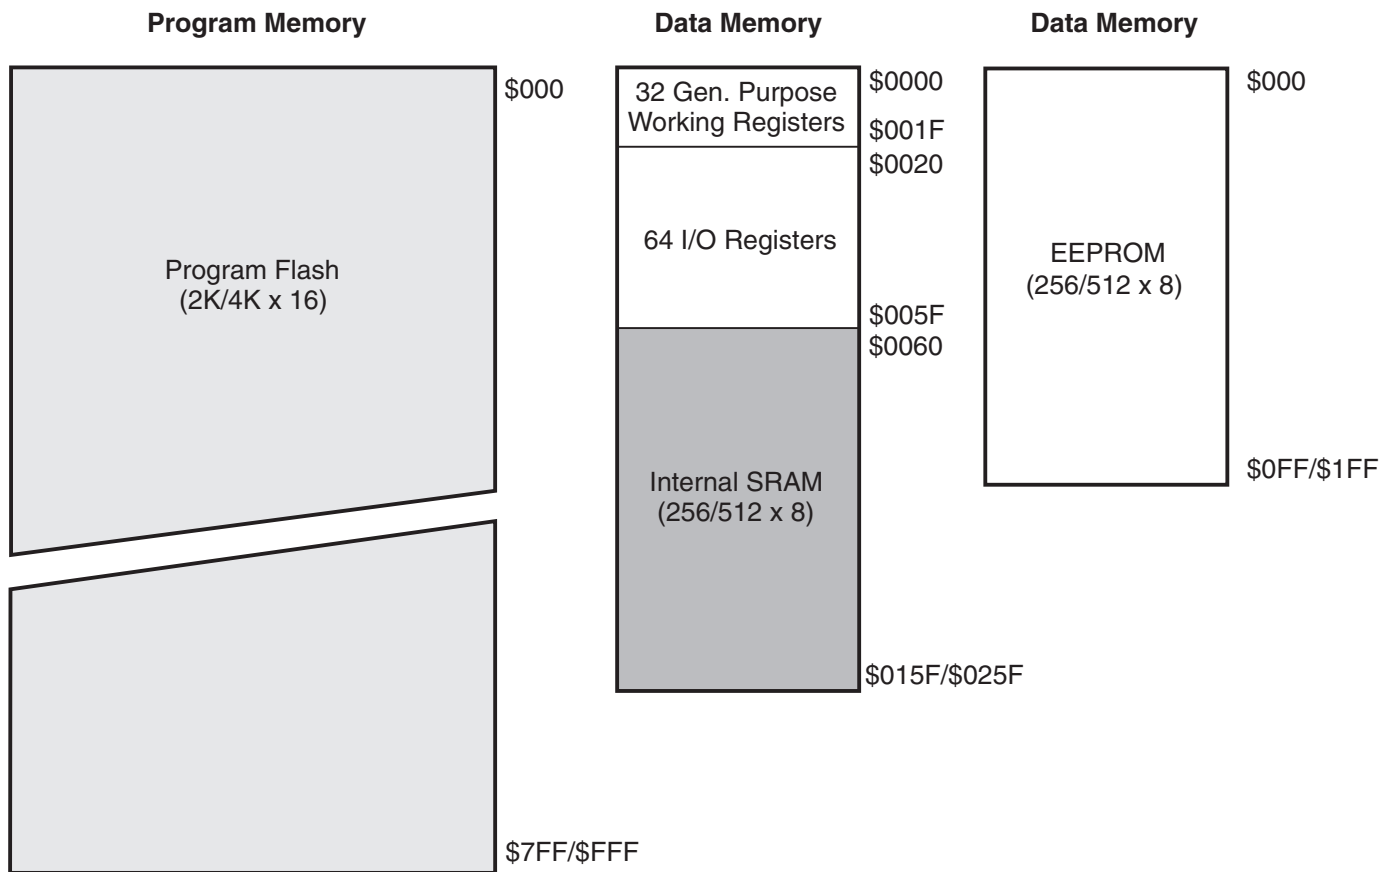 Program Memory
Data Memory
Data Memory
$000
Program Flash
(2K/4K x 16)
$7FF/$FFF
32 Gen. Purpose
Working Registers
$0000
$001F
$0020
64 I/O Registers
$005F
$0060
Internal SRAM
(256/512 x 8)
$015F/$025F
$000
EEPROM
(256/512 x 8)
$0FF/$1FF